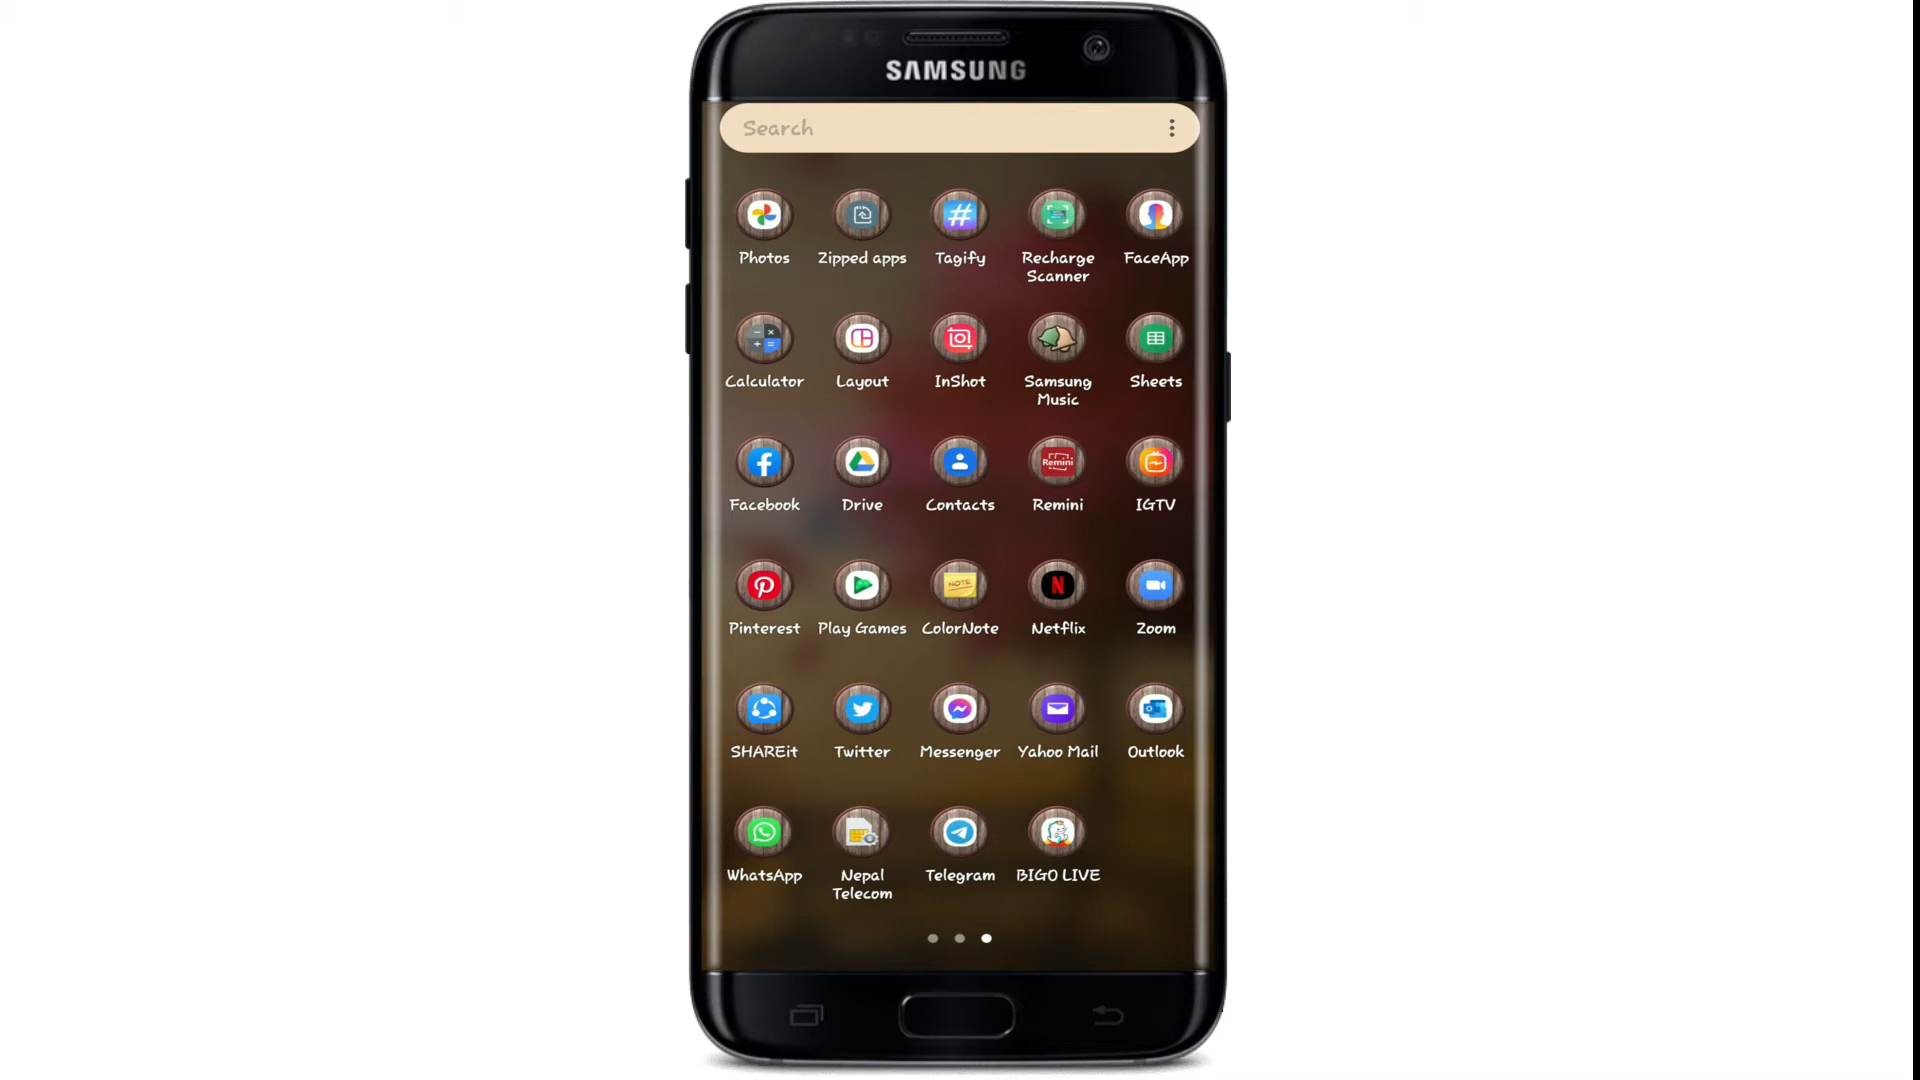 SAMSUNG
Search
Photos
Zipped apps
Tagify
Recharge
Scanner
FaceApp
Calculator
Layout
InShot
Samsung
Music
Sheets
Facebook
Drive
Contacts
Remini
Remini
IGTV
NOTE
Pinterest
Play Games
ColorNote
Netflix
Zoom
SHAREit
Twitter
Messenger
Yahoo Mail
Outlook
WhatsApp
Nepal
Telecom
Telegram
BIGO LIVE